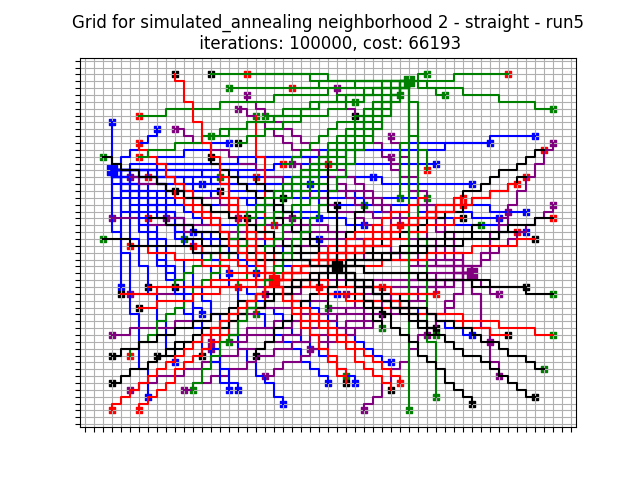 Grid for simulated_annealing neighborhood 2 - straight - run5
iterations: 100000, cost: 66193